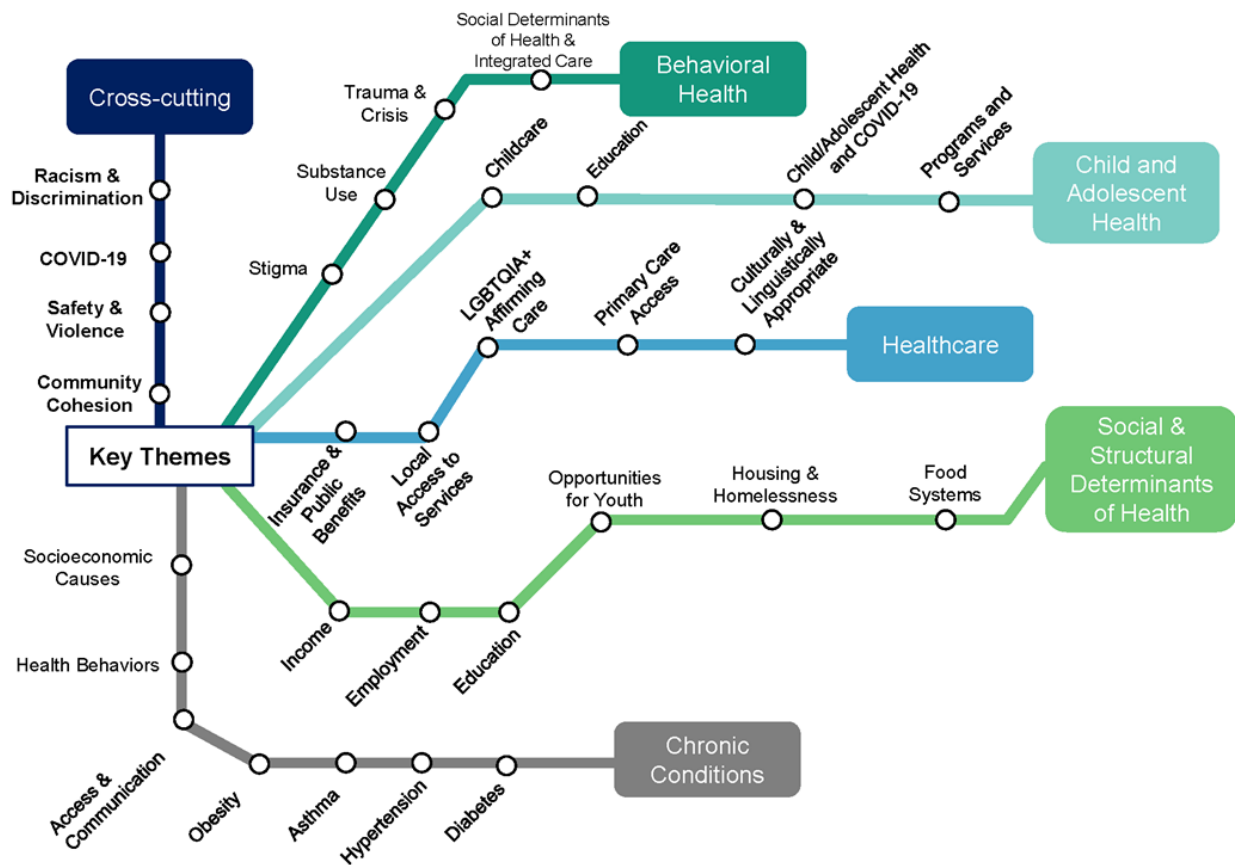 Cross-cutting
Racism &
Discrimination
COVID-19
Safety &
Violence
Community
Cohesion
Key Themes
Stigma
Substance
Use
Trauma &
Crisis
Social Determinants
of Health &
Integrated Care
Behavioral
Health
Childcare
Education
Child/Adolescent Health
and COVID-19
Programs and
Services
Child and
Adolescent
Health
Insurance &
Public
Benefits
Local
Access to
Services
LGBTQIA+
Affirming
Care
Primary Care
Access
Culturally &
Linguistically
Appropriate
Healthcare
Income
Employment
Education
Opportunities
for Youth
Housing &
Homelessness
Food
Systems
Social &
Structural
Determinants
of Health
Socioeconomic
Causes
Health Behaviors
Access &
Communication
Obesity
Asthma
Hypertension
Diabetes
Chronic
Conditions